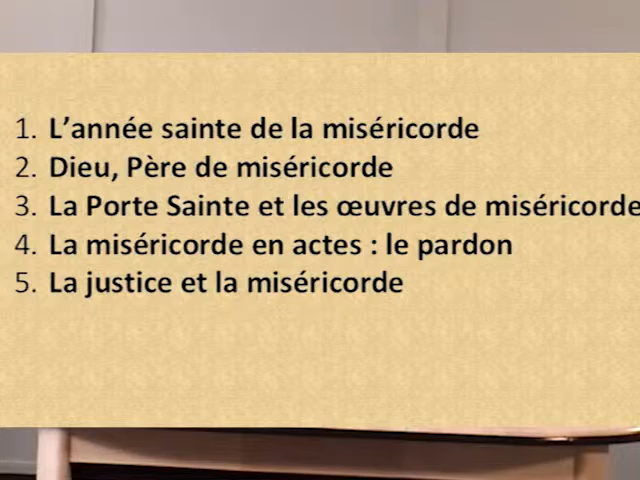 1. L’année sainte de la miséricorde
2. Dieu, Père de miséricorde
3. La Porte Sainte et les œuvres de miséricorde
4. La miséricorde en actes : le pardon
5. La justice et la miséricorde